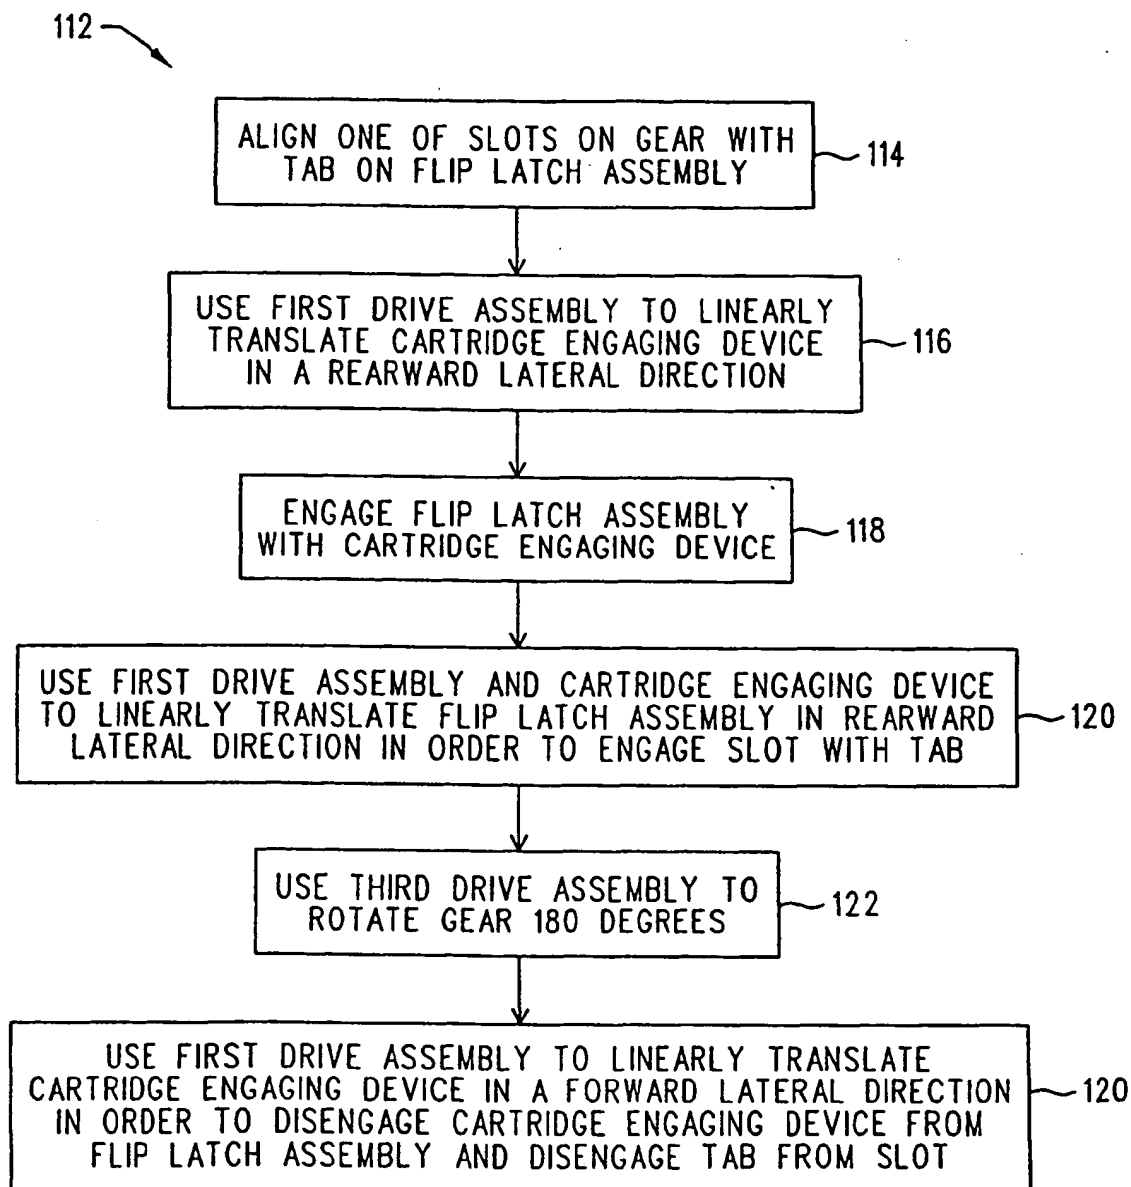 112
ALIGN ONE OF SLOTS ON GEAR WITH
TAB ON FLIP LATCH ASSEMBLY
114
USE FIRST DRIVE ASSEMBLY TO LINEARLY
TRANSLATE CARTRIDGE ENGAGING DEVICE
IN A REARWARD LATERAL DIRECTION
116
ENGAGE FLIP LATCH ASSEMBLY
WITH CARTRIDGE ENGAGING DEVICE
118
USE FIRST DRIVE ASSEMBLY AND CARTRIDGE ENGAGING DEVICE
TO LINEARLY TRANSLATE FLIP LATCH ASSEMBLY IN REARWARD
LATERAL DIRECTION IN ORDER TO ENGAGE SLOT WITH TAB
120
USE THIRD DRIVE ASSEMBLY TO
ROTATE GEAR 180 DEGREES
122
USE FIRST DRIVE ASSEMBLY TO LINEARLY TRANSLATE
CARTRIDGE ENGAGING DEVICE IN A FORWARD LATERAL DIRECTION
IN ORDER TO DISENGAGE CARTRIDGE ENGAGING DEVICE FROM
FLIP LATCH ASSEMBLY AND DISENGAGE TAB FROM SLOT
120